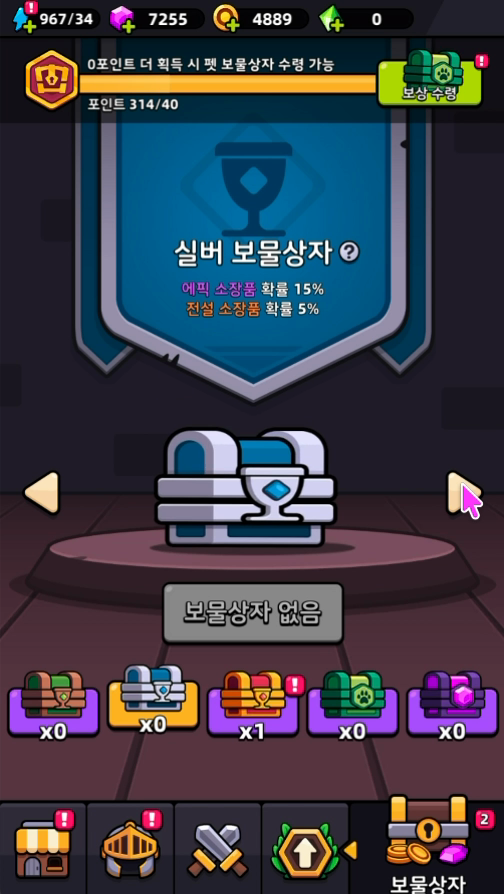 967/34
7255
4889
0
0포인트 더 획득 시 펫 보물상자 수령 가능
포인트 314/40
보상 수령
실버 보물상자
?
에픽 소장품 확률 15%
전설 소장품 확률 5%
보물상자 없음
x0
x0
x1
x0
x0
2
보물상자